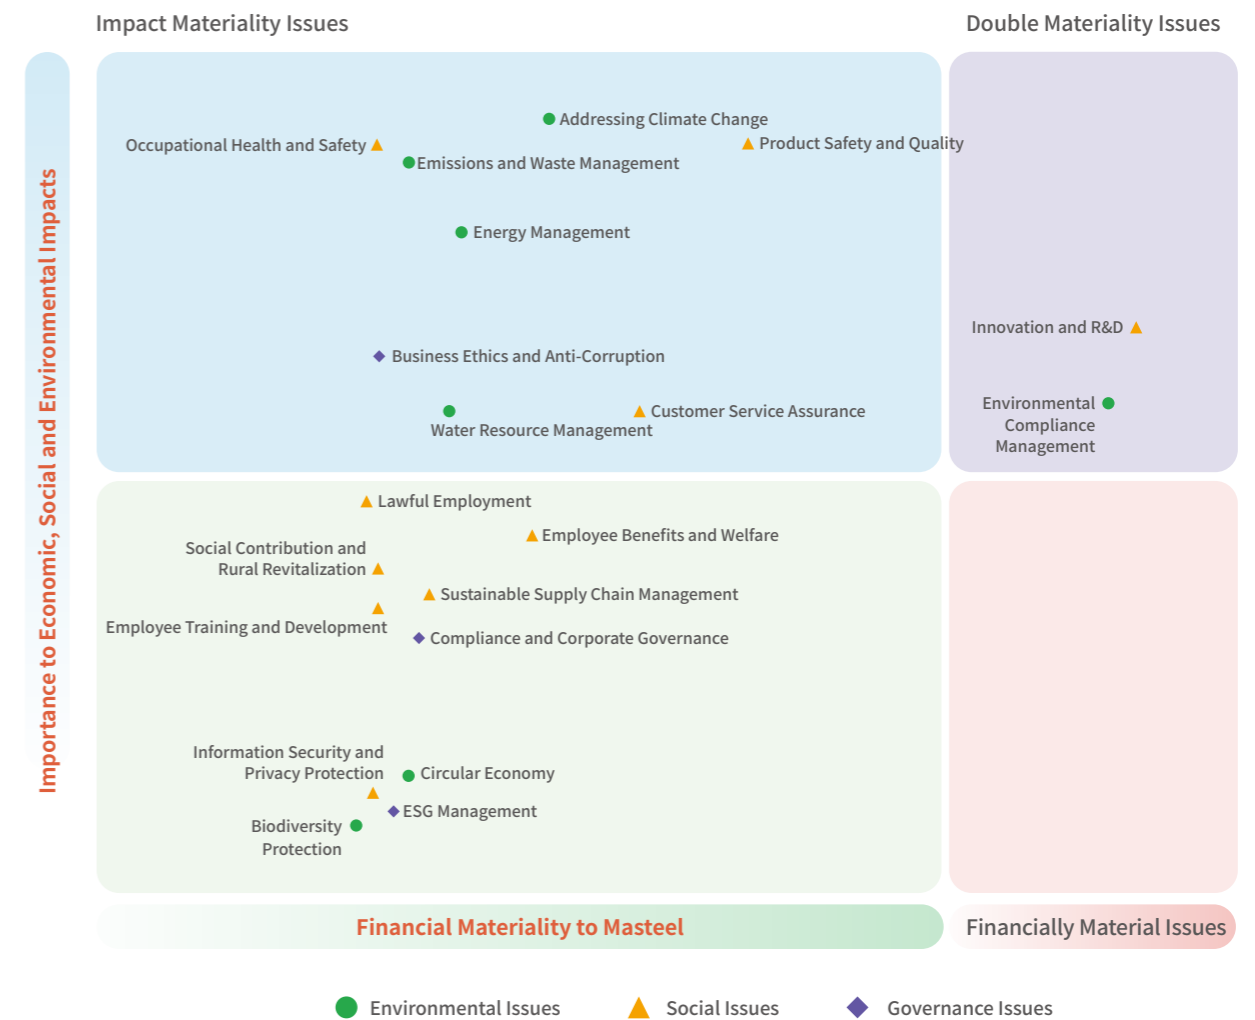 Impact Materiality Issues
Double Materiality Issues
Importance to Economic, Social and Environmental Impacts
Addressing Climate Change
Occupational Health and Safety
Product Safety and Quality
Emissions and Waste Management
Energy Management
Business Ethics and Anti-Corruption
Customer Service Assurance
Water Resource Management
Innovation and R&D
Environmental
Compliance
Management
Lawful Employment
Employee Benefits and Welfare
Social Contribution and
Rural Revitalization
Sustainable Supply Chain Management
Employee Training and Development
Compliance and Corporate Governance
Information Security and
Privacy Protection
Circular Economy
ESG Management
Biodiversity
Protection
Financial Materiality to Masteel
Financially Material Issues
Environmental Issues
Social Issues
Governance Issues